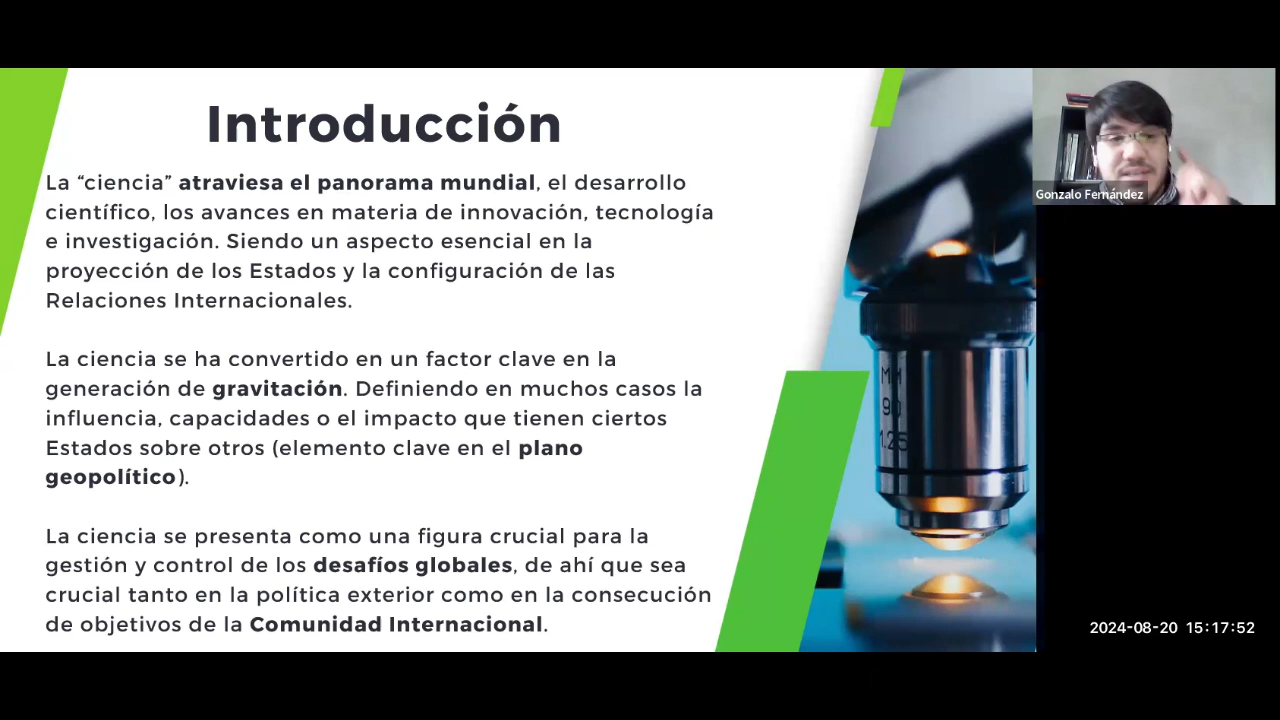 Introducción
La “ciencia” atraviesa el panorama mundial, el desarrollo
científico, los avances en materia de innovación, tecnología
e investigación. Siendo un aspecto esencial en la
proyección de los Estados y la configuración de las
Relaciones Internacionales.
La ciencia se ha convertido en un factor clave en la
generación de gravitación. Definiendo en muchos casos la
influencia, capacidades o el impacto que tienen ciertos
Estados sobre otros (elemento clave en el plano
geopolítico).
La ciencia se presenta como una figura crucial para la
gestión y control de los desafíos globales, de ahí que sea
crucial tanto en la política exterior como en la consecución
de objetivos de la Comunidad Internacional.
Gonzalo Fernández
90
1.25
2024-08-20 15:17:52